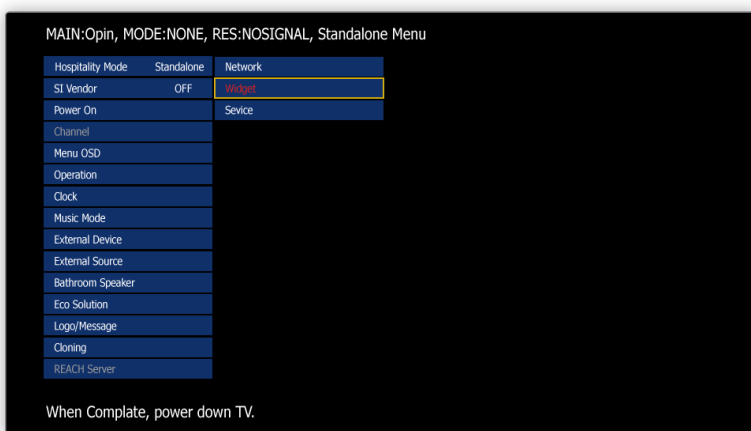 MAIN:Opin, MODE:NONE, RES:NOSIGNAL, Standalone Menu
Hospitality Mode Standalone Network
SI Vendor OFF Widget
Power On Sevice
Channel
Menu OSD
Operation
Clock
Music Mode
External Device
External Source
Bathroom Speaker
Eco Solution
Logo/Message
Cloning
REACH Server
When Complate, power down TV.